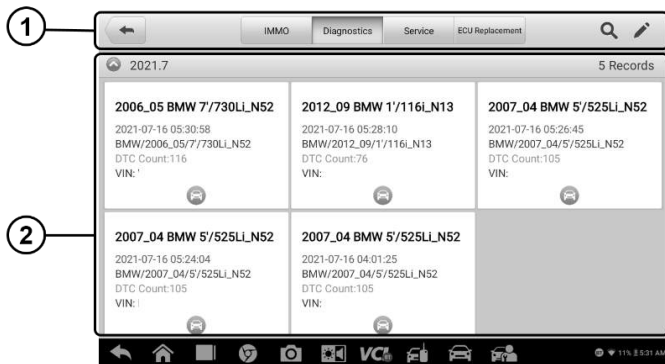 1
IMMO Diagnostics Service ECU Replacement
2021.7 5 Records
2006_05 BMW 7'/730Li_N52
2021-07-16 05:30:58
BMW/2006_05/7'/730Li_N52
DTC Count:116
VIN: '
2012_09 BMW 1'/116i_N13
2021-07-16 05:28:10
BMW/2012_09/1'/116i_N13
DTC Count:76
VIN:
2007_04 BMW 5'/525Li_N52
2021-07-16 05:26:45
BMW/2007_04/5'/525Li_N52
DTC Count:105
VIN:
2
2007_04 BMW 5'/525Li_N52
2021-07-16 05:24:04
BMW/2007_04/5'/525Li_N52
DTC Count:105
VIN:
2007_04 BMW 5'/525Li_N52
2021-07-16 04:01:25
BMW/2007_04/5'/525Li_N52
DTC Count:105
VIN:
VCI 11% 5:31 AM